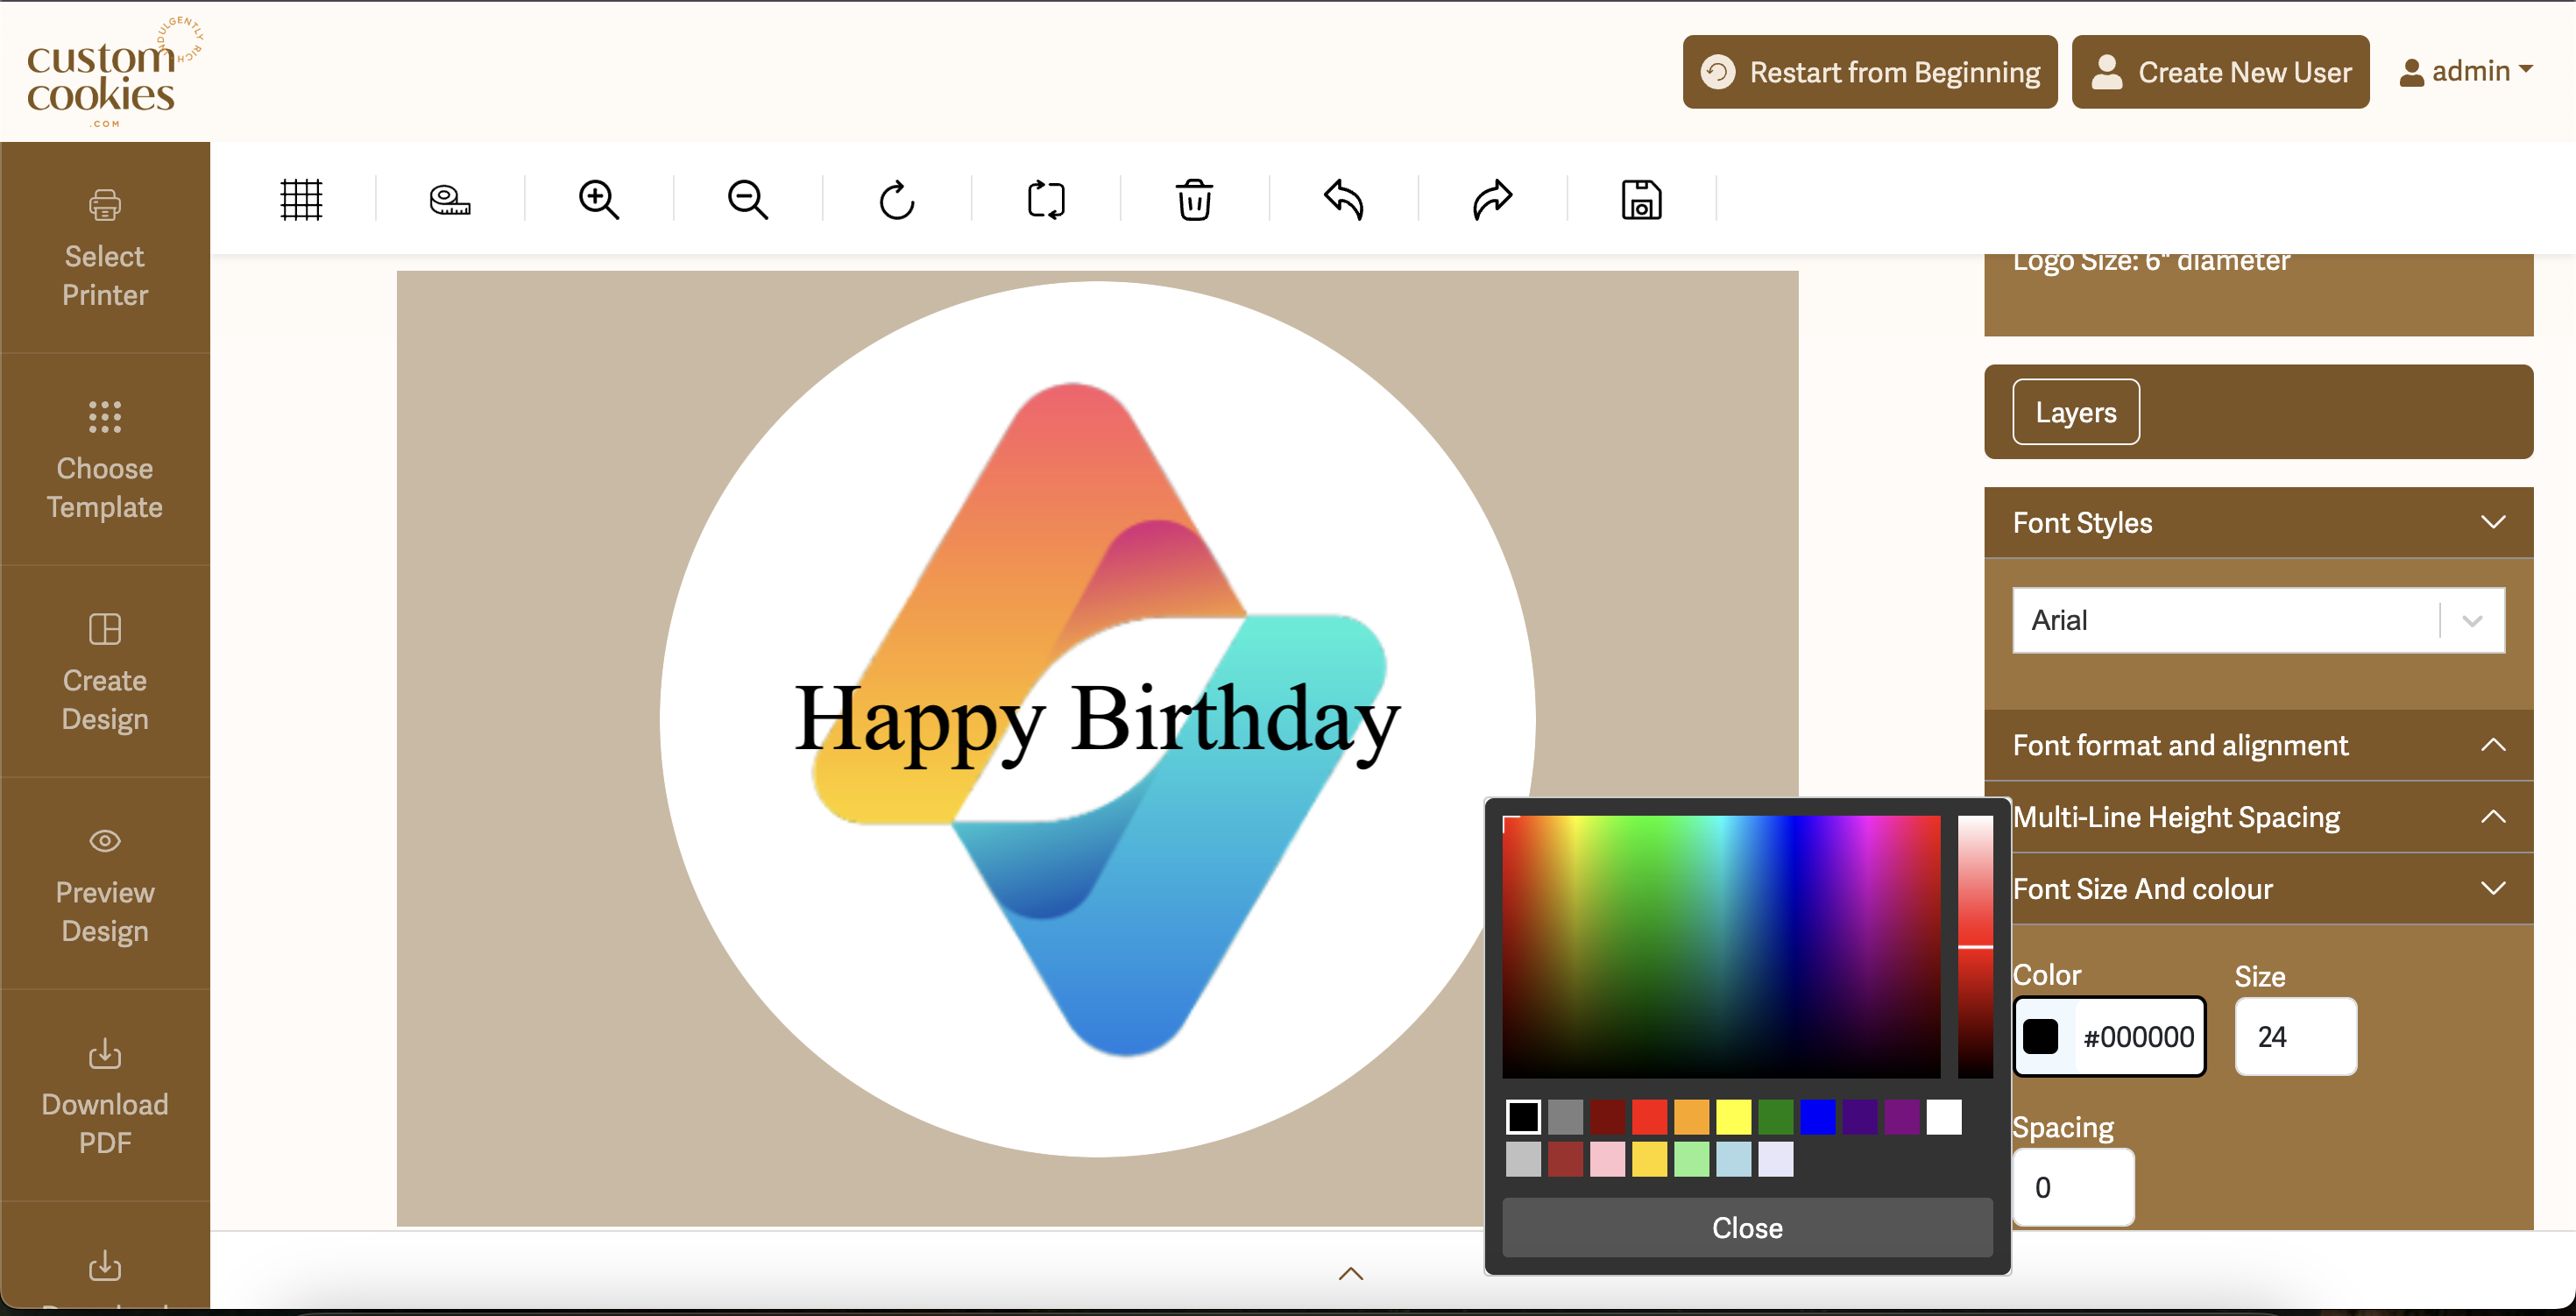 INDULGENTLY RICH
custom
cookies
.COM
Restart from Beginning
Create New User
admin
Select
Printer
Choose
Template
Create
Design
Preview
Design
Download
PDF
Logo Size: 6" diameter
Layers
Font Styles
Arial
Font format and alignment
Multi-Line Height Spacing
Font Size And colour
Color
Size
#000000
24
Spacing
0
Happy Birthday
Close